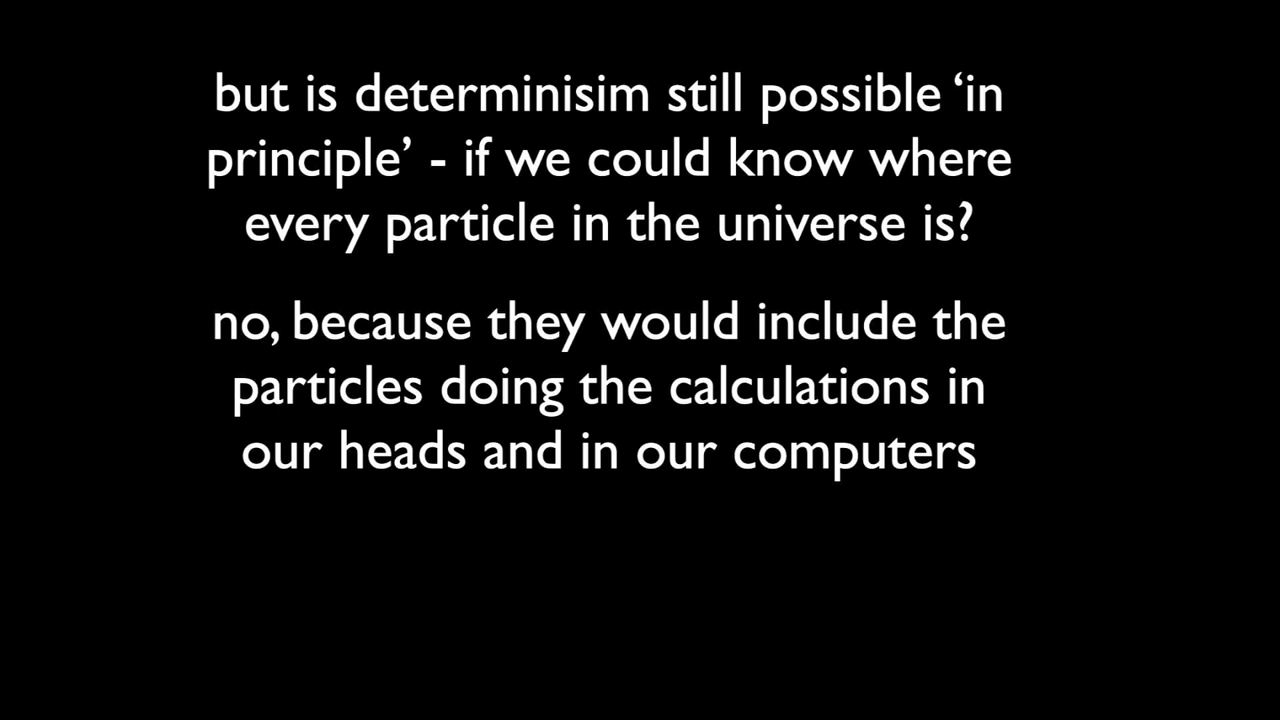 but is determinisim still possible ‘in
principle’ - if we could know where
every particle in the universe is?
no, because they would include the
particles doing the calculations in
our heads and in our computers